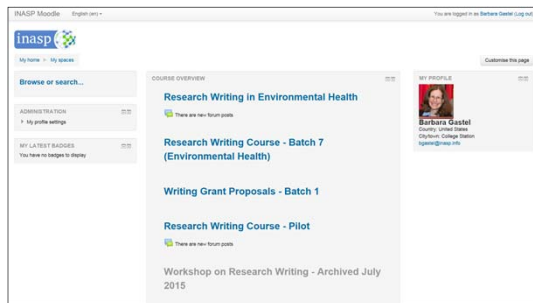 INASP Moodle English (en)
You are logged in as Barbara Gastel (Log out)
inasp
My home > My spaces
Customise this page
Browse or search...
ADMINISTRATION
My profile settings
MY LATEST BADGES
You have no badges to display
COURSE OVERVIEW
Research Writing in Environmental Health
There are new forum posts
Research Writing Course - Batch 7
(Environmental Health)
Writing Grant Proposals - Batch 1
Research Writing Course - Pilot
There are new forum posts
Workshop on Research Writing - Archived July
2015
MY PROFILE
Barbara Gastel
Country: United States
City/town: College Station
bgastel@inasp.info